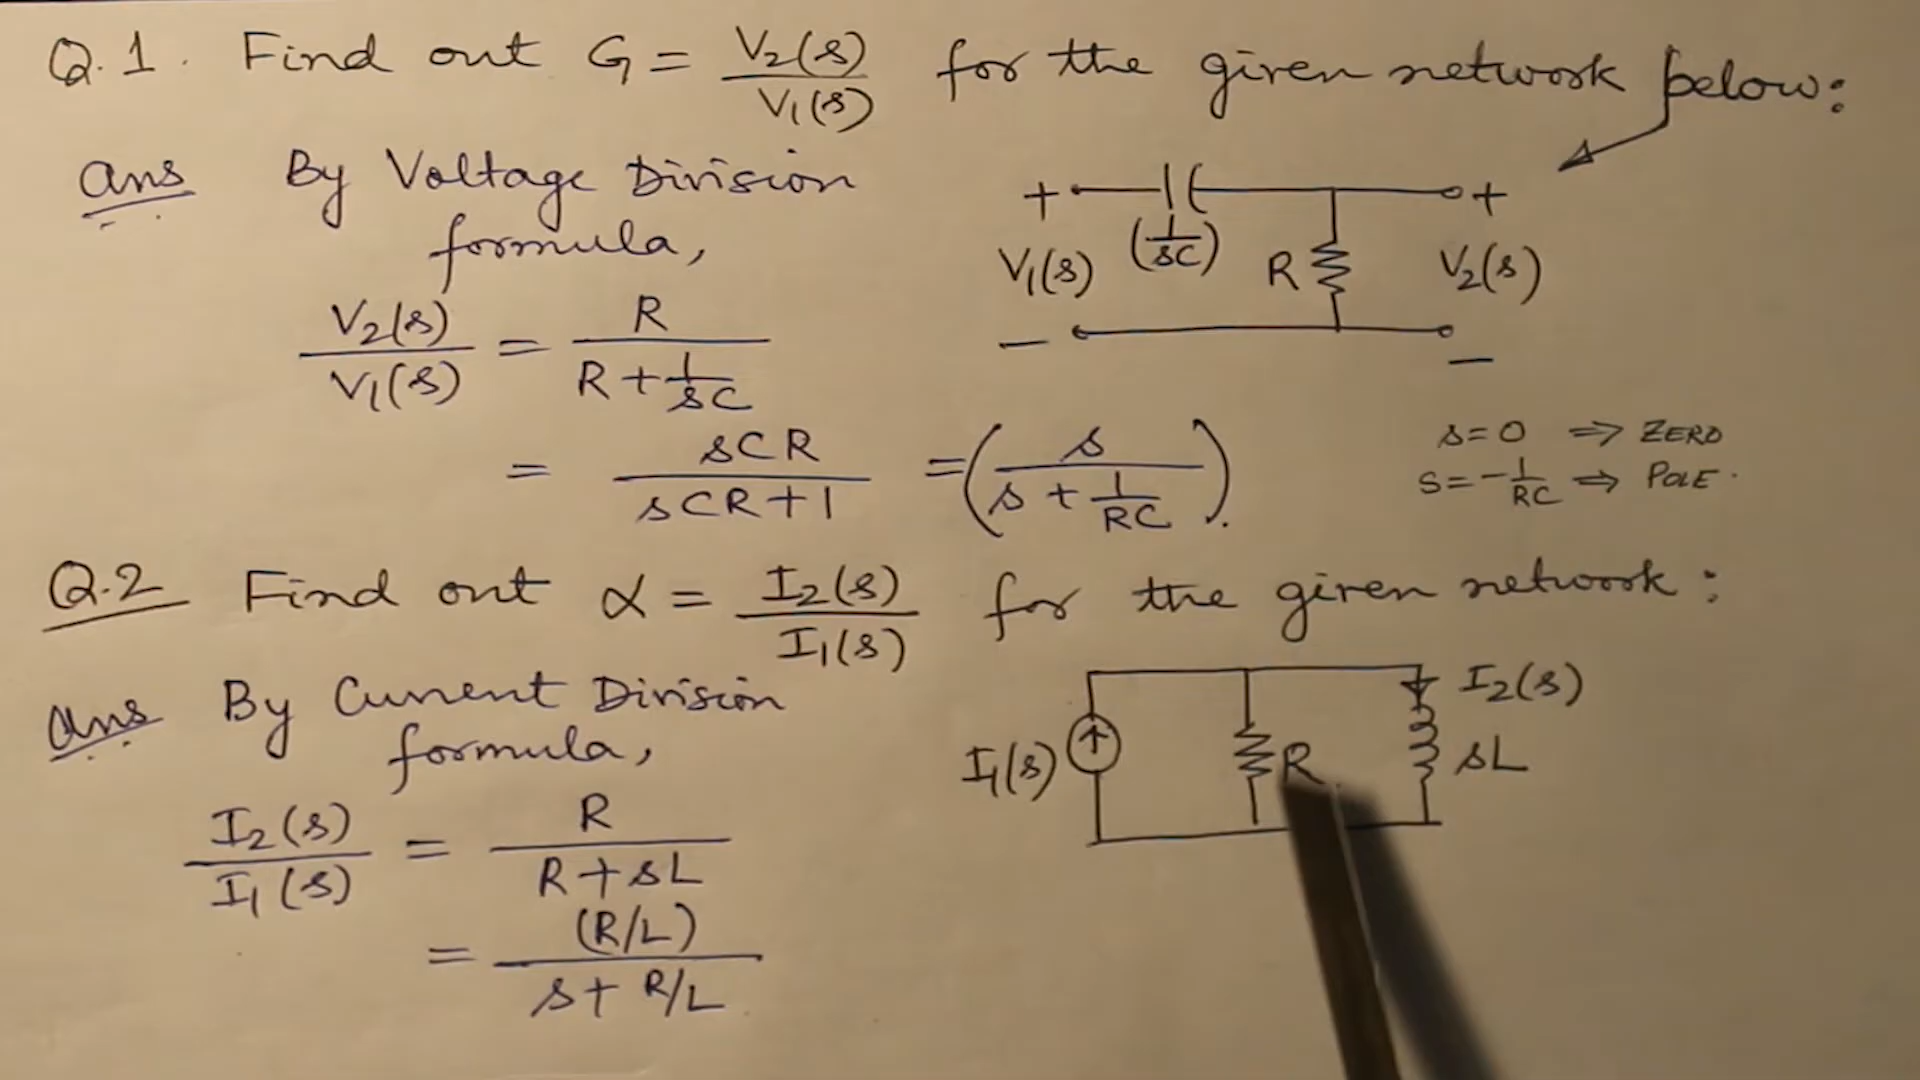 Q.1. Find out G = V₂(s)/V₁(s) for the given network below:
Ans By Voltage Division
formula,
V₂(s)/V₁(s) = R/(R + 1/sC)
= sCR/(sCR+1) = (s/(s + 1/RC)).
+ +
V₁(s) (1/sC) R V₂(s)
− −
s=0 ⇒ ZERO
s=-1/RC ⇒ POLE.
Q.2 Find out α = I₂(s)/I₁(s) for the given network:
Ans By Current Division
formula,
I₂(s)/I₁(s) = R/(R+sL)
= (R/L)/(s+R/L)
I₂(s)
I₁(s) R sL